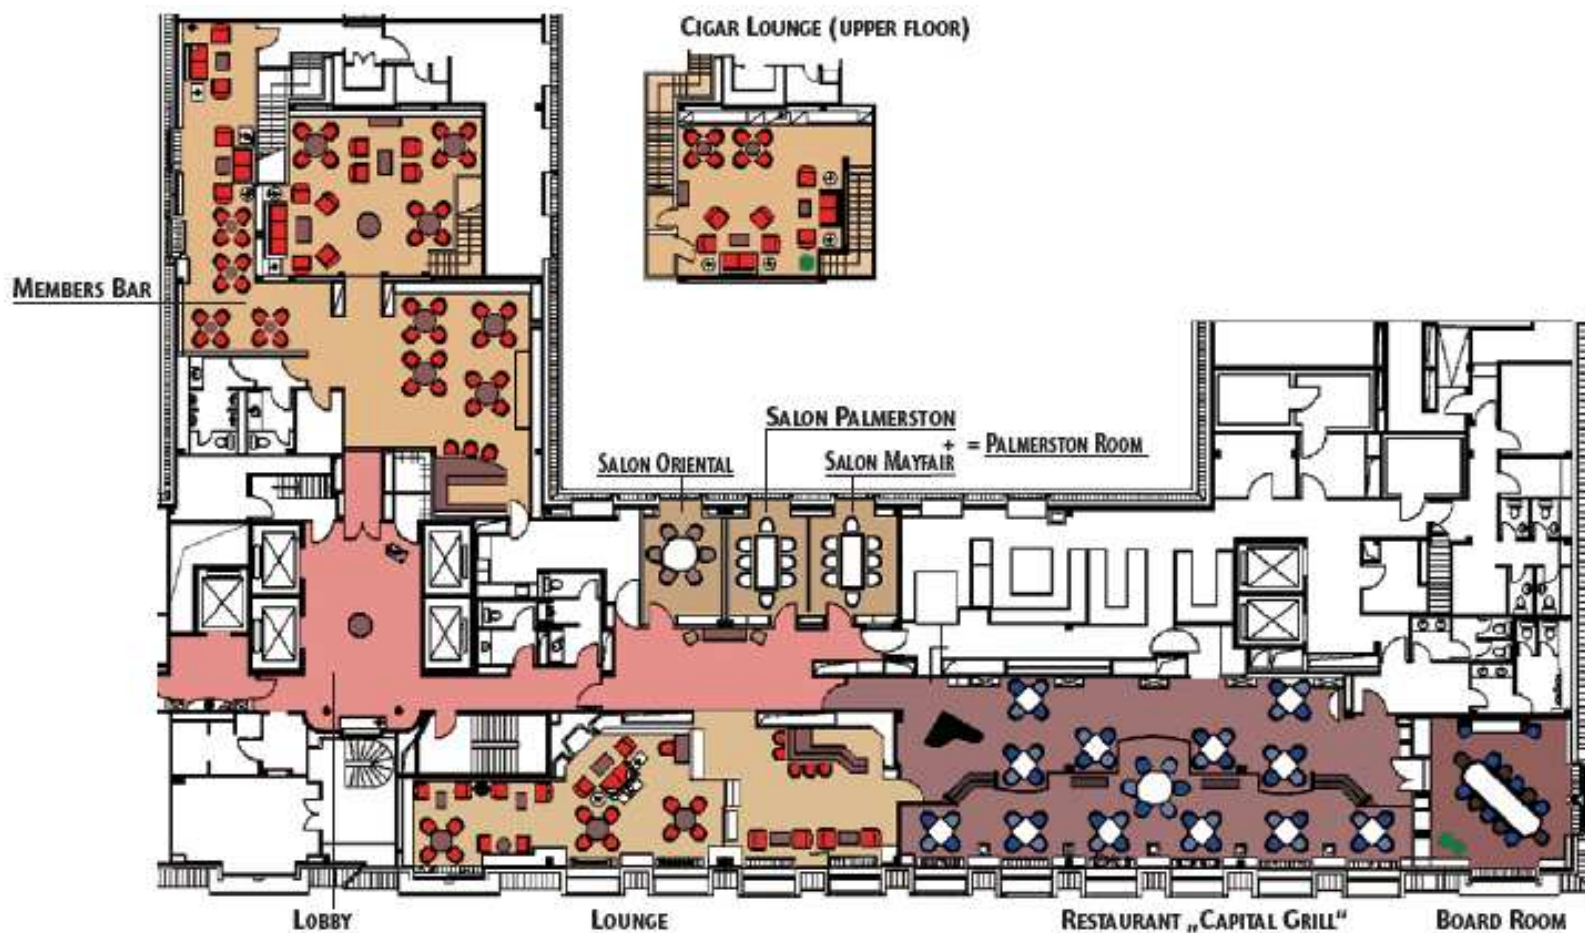 CIGAR LOUNGE (UPPER FLOOR)
MEMBERS BAR
SALON PALMERSTON
+ = PALMERSTON ROOM
SALON MAYFAIR
SALON ORIENTAL
LOBBY
LOUNGE
RESTAURANT „CAPITAL GRILL“
BOARD ROOM